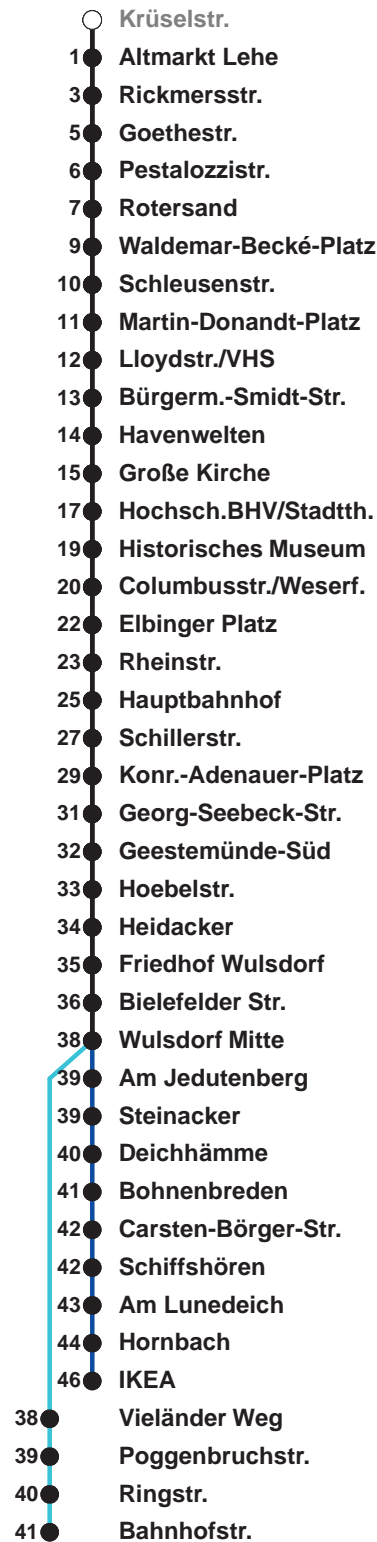 Krüselstr.
1 Altmarkt Lehe
3 Rickmersstr.
5 Goethestr.
6 Pestalozzistr.
7 Rotersand
9 Waldemar-Becké-Platz
10 Schleusenstr.
11 Martin-Donandt-Platz
12 Lloydstr./VHS
13 Bürgerm.-Smidt-Str.
14 Havenwelten
15 Große Kirche
17 Hochsch.BHV/Stadtth.
19 Historisches Museum
20 Columbusstr./Weserf.
22 Elbinger Platz
23 Rheinstr.
25 Hauptbahnhof
27 Schillerstr.
29 Konr.-Adenauer-Platz
31 Georg-Seebeck-Str.
32 Geestemünde-Süd
33 Hoebelstr.
34 Heidacker
35 Friedhof Wulsdorf
36 Bielefelder Str.
38 Wulsdorf Mitte
39 Am Jedutenberg
39 Steinacker
40 Deichhämme
41 Bohnenbreden
42 Carsten-Börger-Str.
42 Schiffshören
43 Am Lunedeich
44 Hornbach
46 IKEA
38 Vieländer Weg
39 Poggenbruchstr.
40 Ringstr.
41 Bahnhofstr.